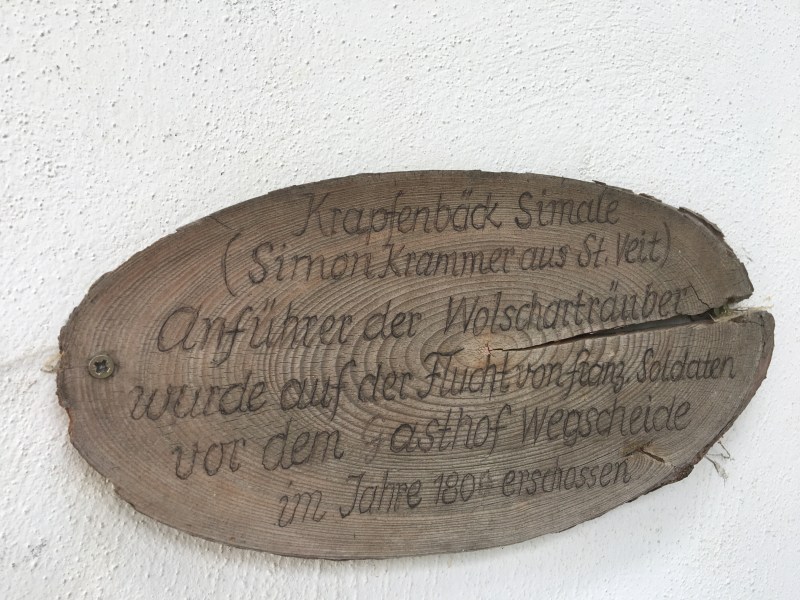 Krapfenbäck Simale
(Simon Krammer aus St. Veit)
Anführer der Wolscharträuber
wurde auf der Flucht von franz. Soldaten
vor dem Gasthof Wegscheide
im Jahre erschossen